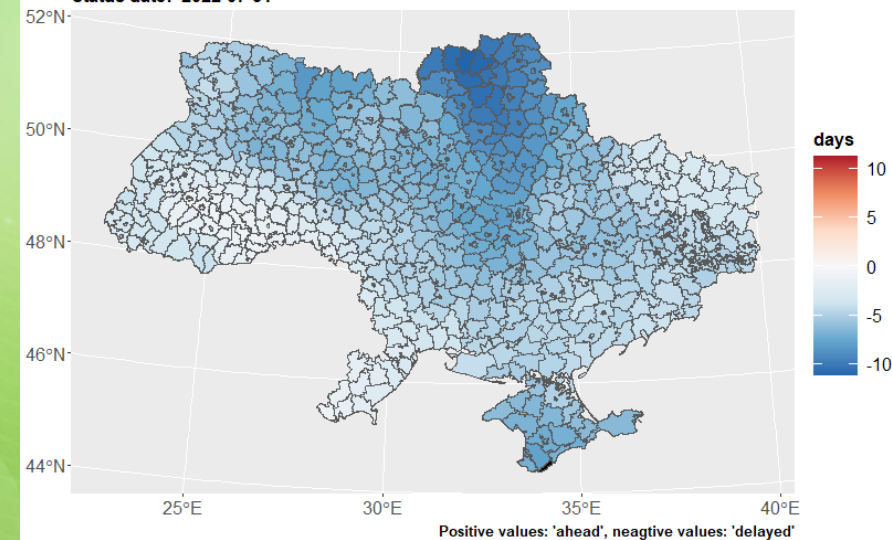 52°N
50°N
48°N
46°N
44°N
25°E
30°E
35°E
40°E
days
10
5
0
-5
-10
Positive values: 'ahead', neagtive values: 'delayed'